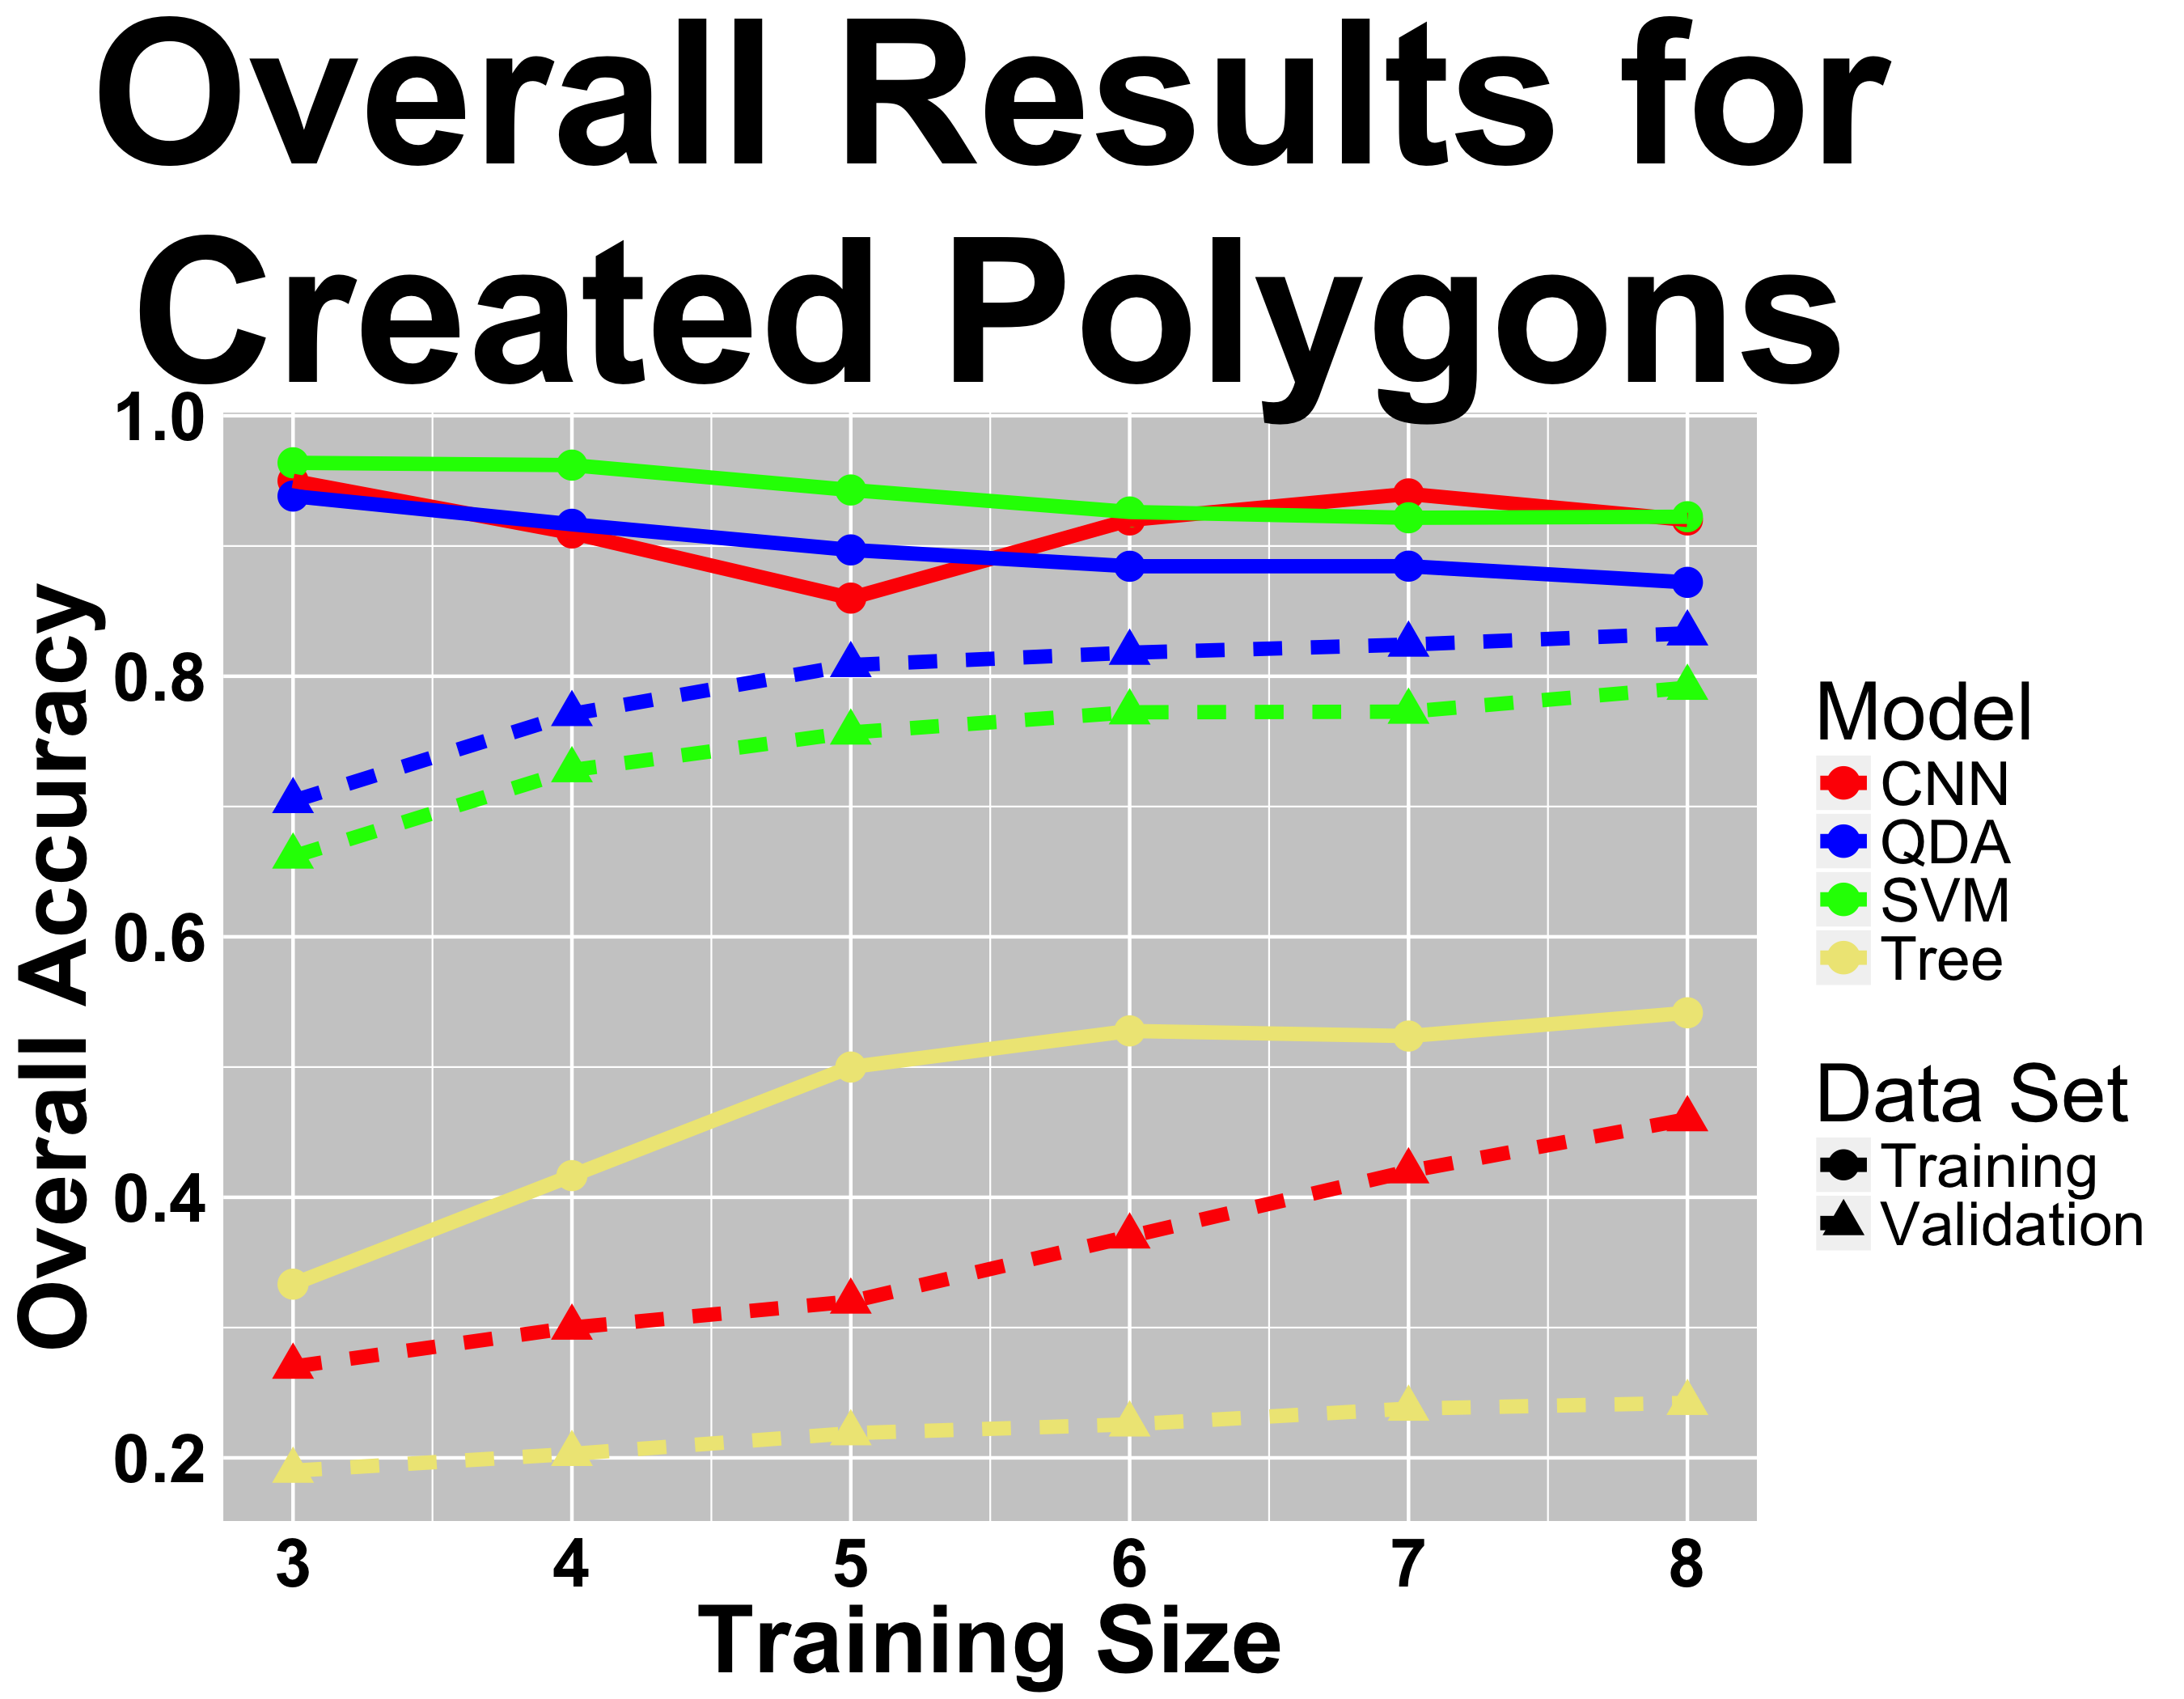 Overall Results for
Created Polygons
1.0
0.8
0.6
0.4
0.2
Overall Accuracy
3 4 5 6 7 8
Training Size
Model
CNN
QDA
SVM
Tree
Data Set
Training
Validation